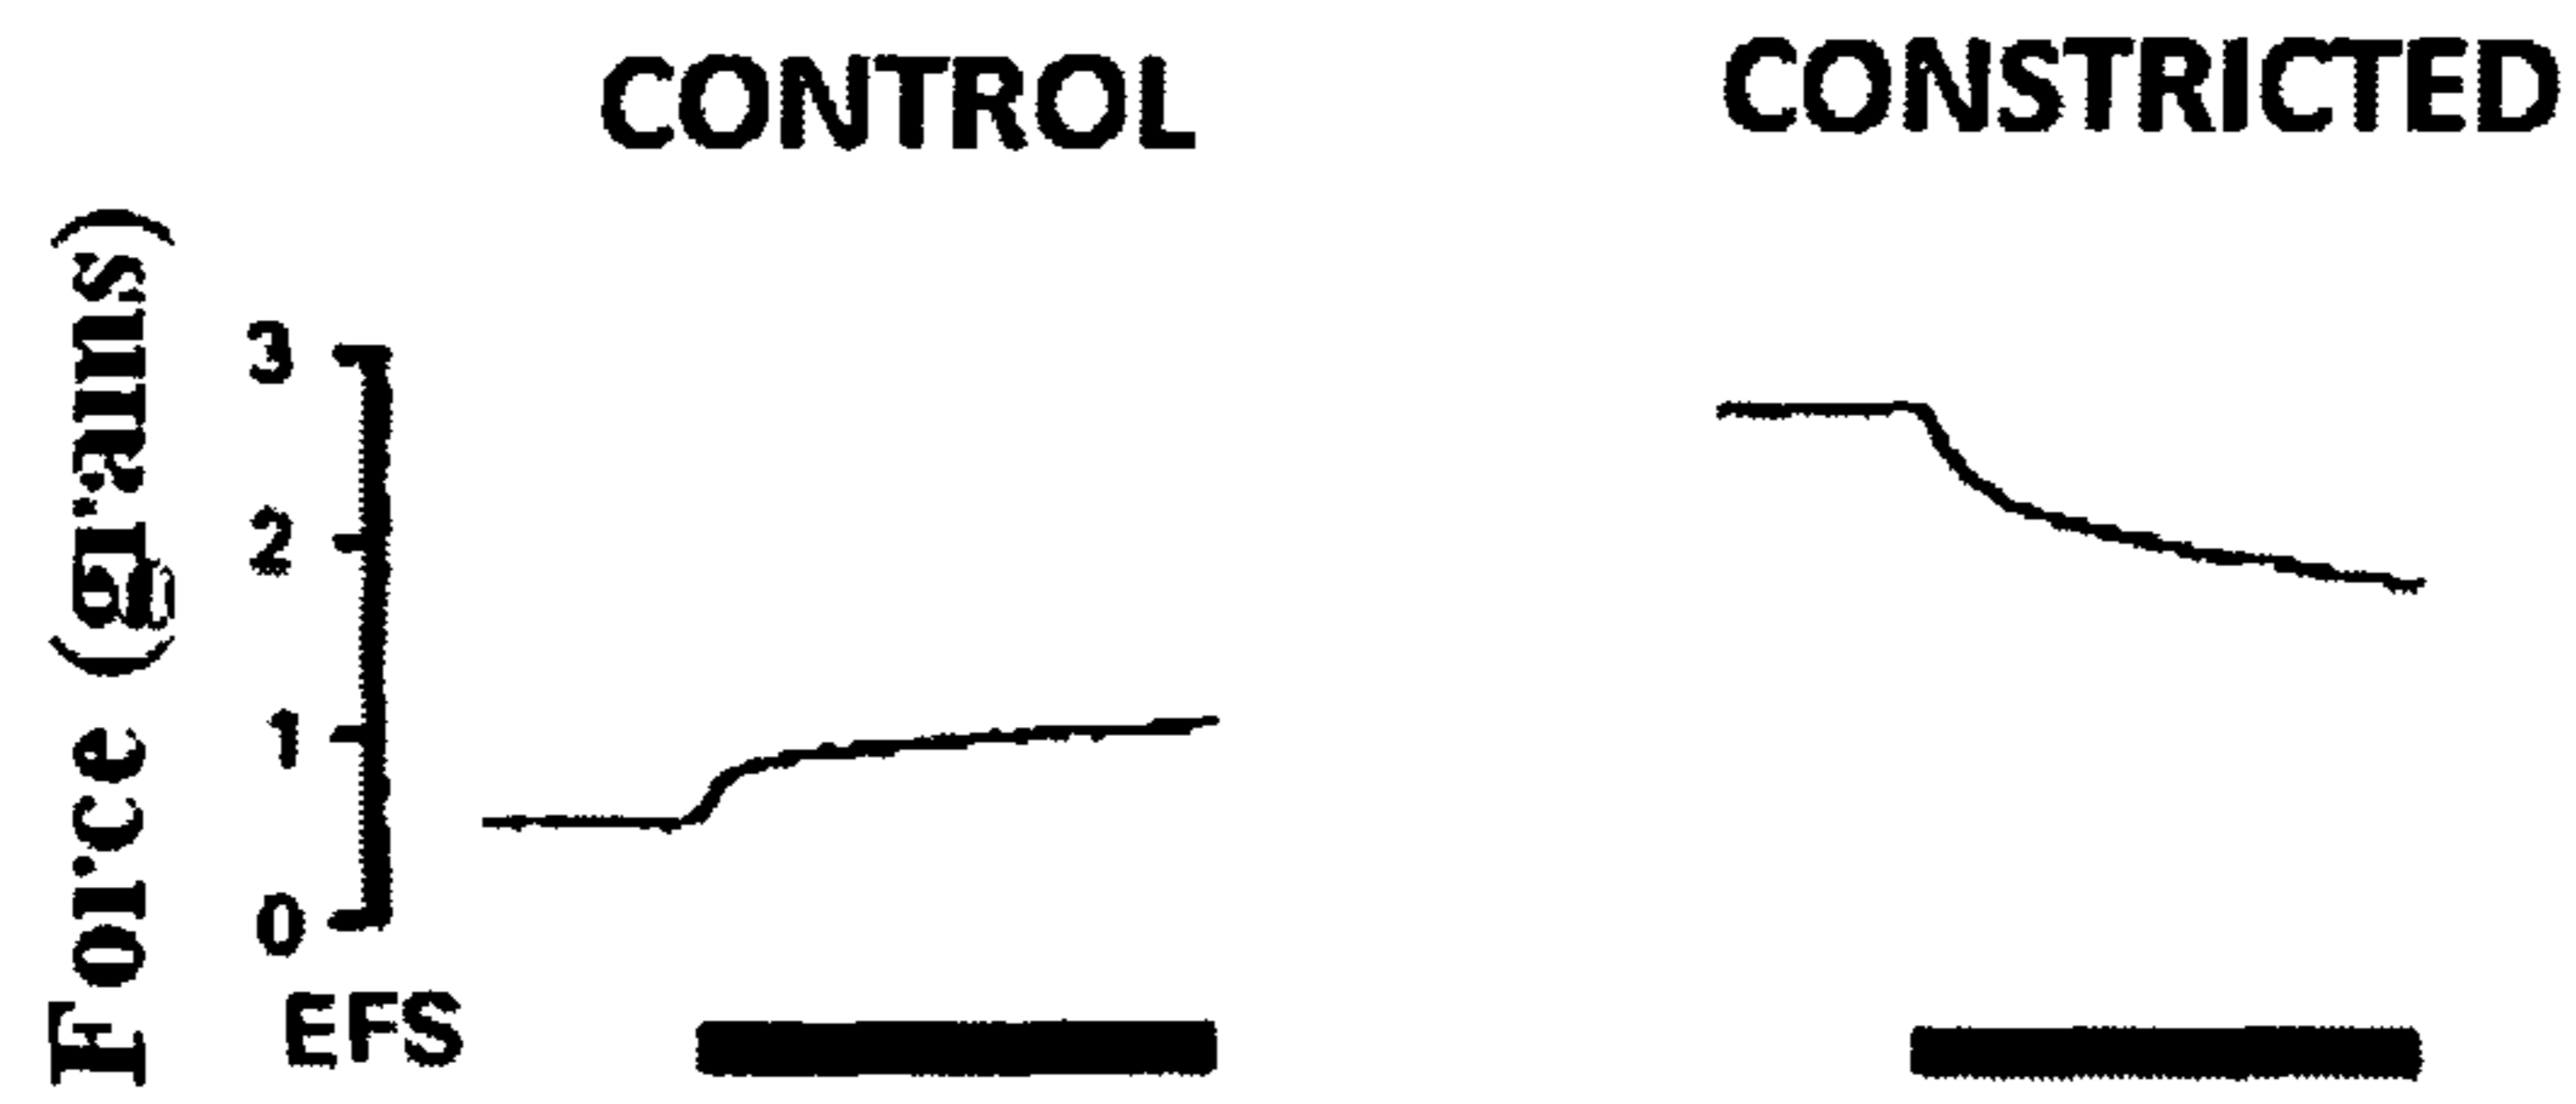 CONTROL
CONSTRICTED
Force (grams)
3
2
1
0
EFS